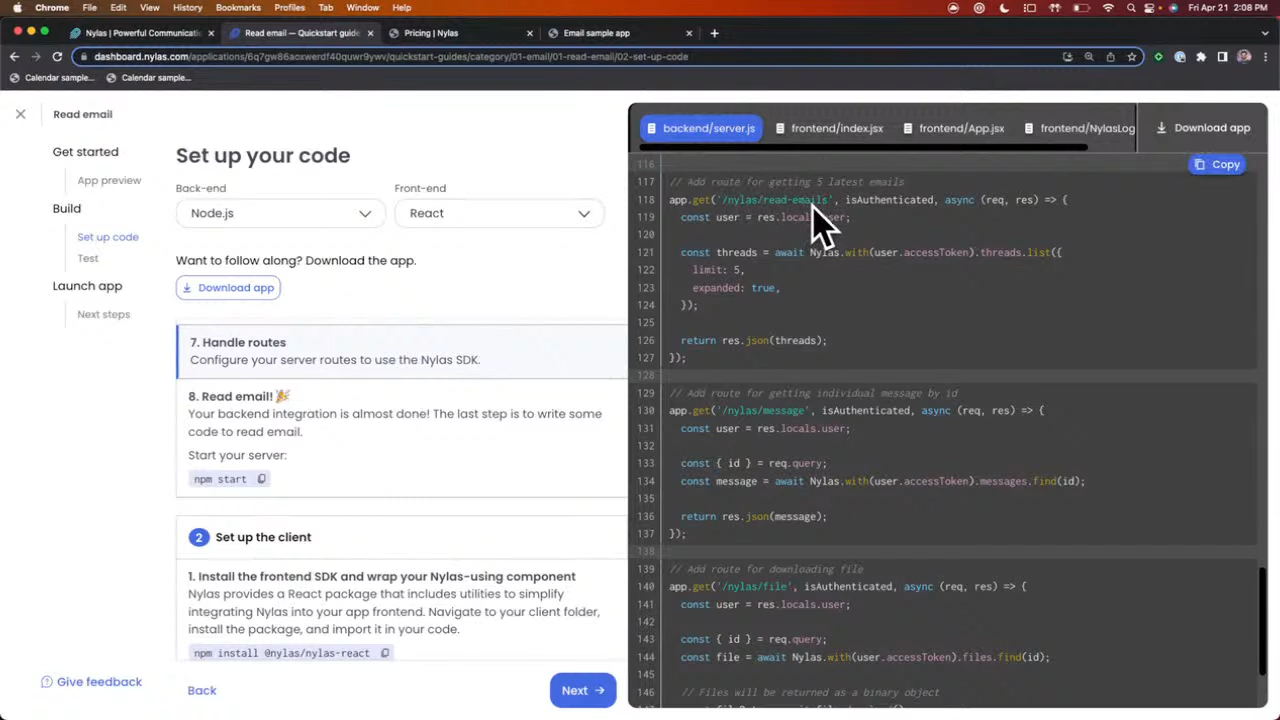 Chrome File Edit View History Bookmarks Profiles Tab Window Help Fri Apr 21 2:08 PM
Nylas | Powerful Communicati × Read email — Quickstart guide × Pricing | Nylas × Email sample app × +
dashboard.nylas.com/applications/6q7gw86aoxwerdf40quwr9ywv/quickstart-guides/category/01-email/01-read-email/02-set-up-code
Calendar sample... Calendar sample...
Read email
Get started
App preview
Build
Set up code
Test
Launch app
Next steps
Give feedback
Set up your code
Back-end Front-end
Node.js React
Want to follow along? Download the app.
Download app
7. Handle routes
Configure your server routes to use the Nylas SDK.
8. Read email! 🎉
Your backend integration is almost done! The last step is to write some
code to read email.
Start your server:
npm start
2 Set up the client
1. Install the frontend SDK and wrap your Nylas-using component
Nylas provides a React package that includes utilities to simplify
integrating Nylas into your app frontend. Navigate to your client folder,
install the package, and import it in your code.
npm install @nylas/nylas-react
Back Next →
backend/server.js frontend/index.jsx frontend/App.jsx frontend/NylasLog Download app
Copy
116
117 // Add route for getting 5 latest emails
118 app.get('/nylas/read-emails', isAuthenticated, async (req, res) => {
119 const user = res.locals.user;
120
121 const threads = await Nylas.with(user.accessToken).threads.list({
122 limit: 5,
123 expanded: true,
124 });
125
126 return res.json(threads);
127 });
128
129 // Add route for getting individual message by id
130 app.get('/nylas/message', isAuthenticated, async (req, res) => {
131 const user = res.locals.user;
132
133 const { id } = req.query;
134 const message = await Nylas.with(user.accessToken).messages.find(id);
135
136 return res.json(message);
137 });
138
139 // Add route for downloading file
140 app.get('/nylas/file', isAuthenticated, async (req, res) => {
141 const user = res.locals.user;
142
143 const { id } = req.query;
144 const file = await Nylas.with(user.accessToken).files.find(id);
145
146 // Files will be returned as a binary object